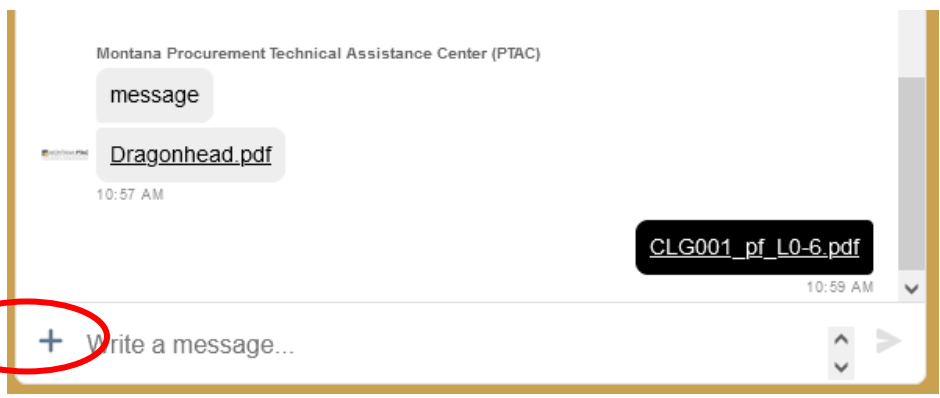 Montana Procurement Technical Assistance Center (PTAC)
message
Dragonhead.pdf
10:57 AM
CLG001_pf_L0-6.pdf
10:59 AM
Write a message...